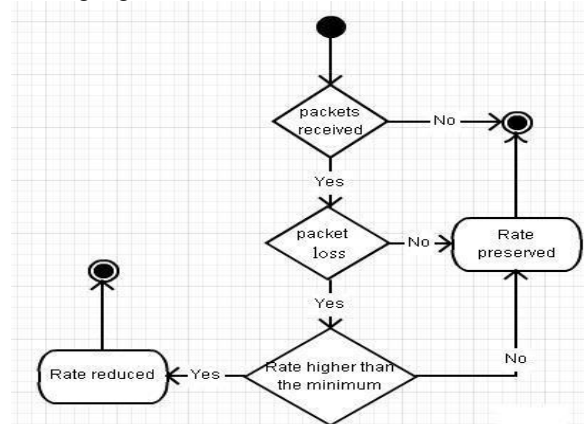 packets
received
No
Yes
packet
loss
No
Rate
preserved
Yes
Rate higher than
the minimum
Yes
Rate reduced
No